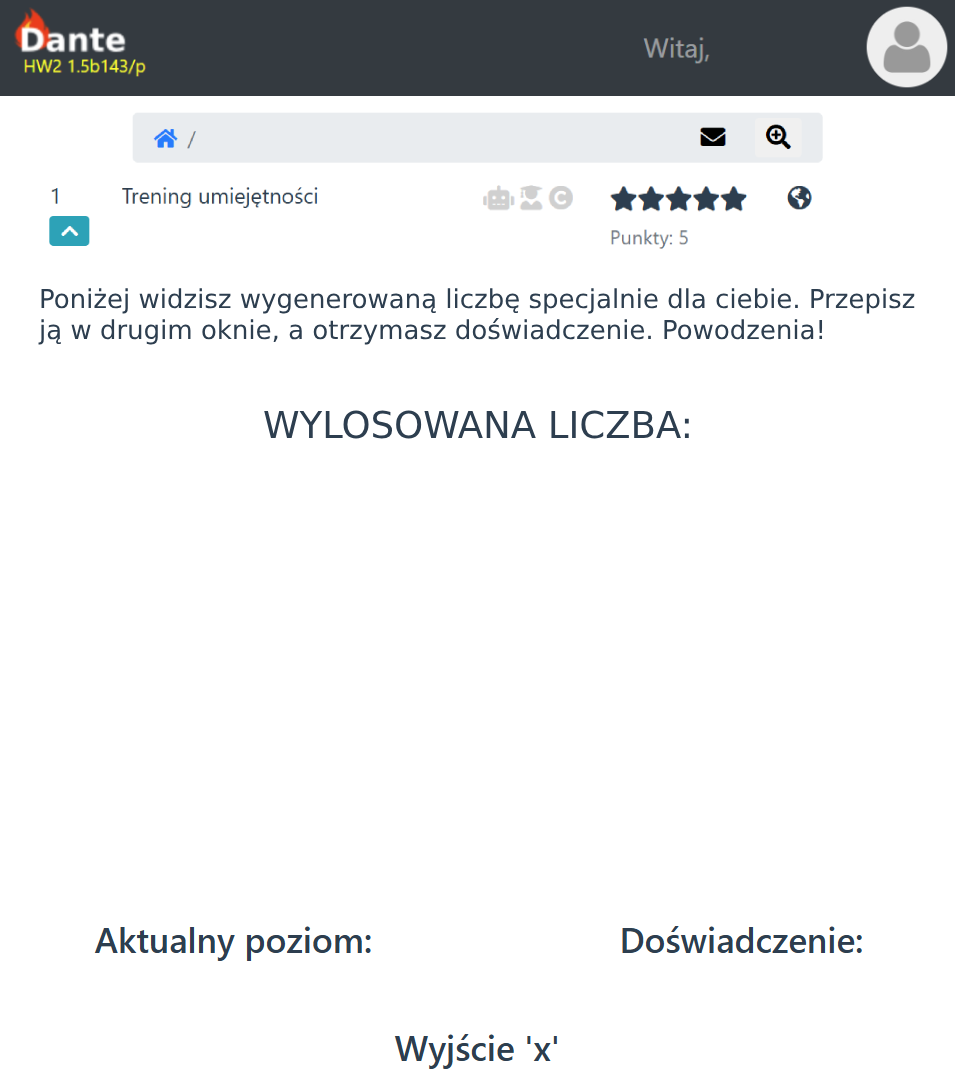 Dante
HW2 1.5b143/p
Witaj,
/
1 Trening umiejętności
Punkty: 5
Poniżej widzisz wygenerowaną liczbę specjalnie dla ciebie. Przepisz
ją w drugim oknie, a otrzymasz doświadczenie. Powodzenia!
WYLOSOWANA LICZBA:
Aktualny poziom: Doświadczenie:
Wyjście 'x'